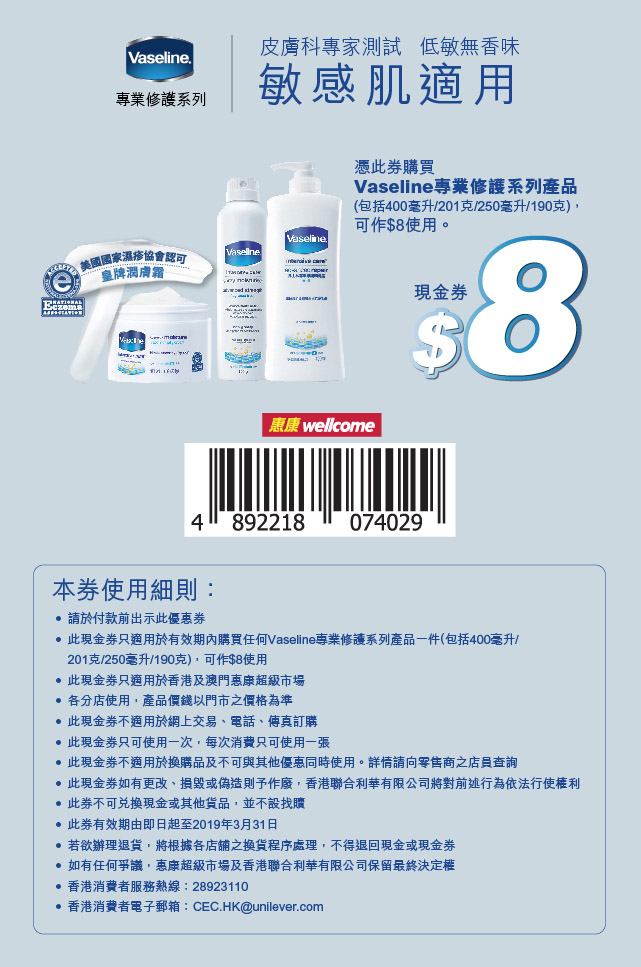 Vaseline.
專業修護系列
皮膚科專家測試 低敏無香味
敏感肌適用
憑此券購買
Vaseline專業修護系列產品
(包括400毫升/201克/250毫升/190克)，
可作$8使用。
現金券
$8
美國國家濕疹協會認可
皇牌潤膚霜
ACCEPTED
e
NATIONAL
Eczema
ASSOCIATION
Vaseline
Vaseline.
intensive care
advanced strength
Vaseline.
intensive care
惠康 wellcome
4 892218 074029
本券使用細則：
• 請於付款前出示此優惠券
• 此現金券只適用於有效期內購買任何Vaseline專業修護系列產品一件(包括400毫升/
201克/250毫升/190克)，可作$8使用
• 此現金券只適用於香港及澳門惠康超級市場
• 各分店使用，產品價錢以門市之價格為準
• 此現金券不適用於網上交易、電話、傳真訂購
• 此現金券只可使用一次，每次消費只可使用一張
• 此現金券不適用於換購品及不可與其他優惠同時使用。詳情請向零售商之店員查詢
• 此現金券如有更改、損毀或偽造則予作廢，香港聯合利華有限公司將對前述行為依法行使權利
• 此券不可兌換現金或其他貨品，並不設找贖
• 此券有效期由即日起至2019年3月31日
• 若欲辦理退貨，將根據各店舖之換貨程序處理，不得退回現金或現金券
• 如有任何爭議，惠康超級市場及香港聯合利華有限公司保留最終決定權
• 香港消費者服務熱線：28923110
• 香港消費者電子郵箱：CEC.HK@unilever.com